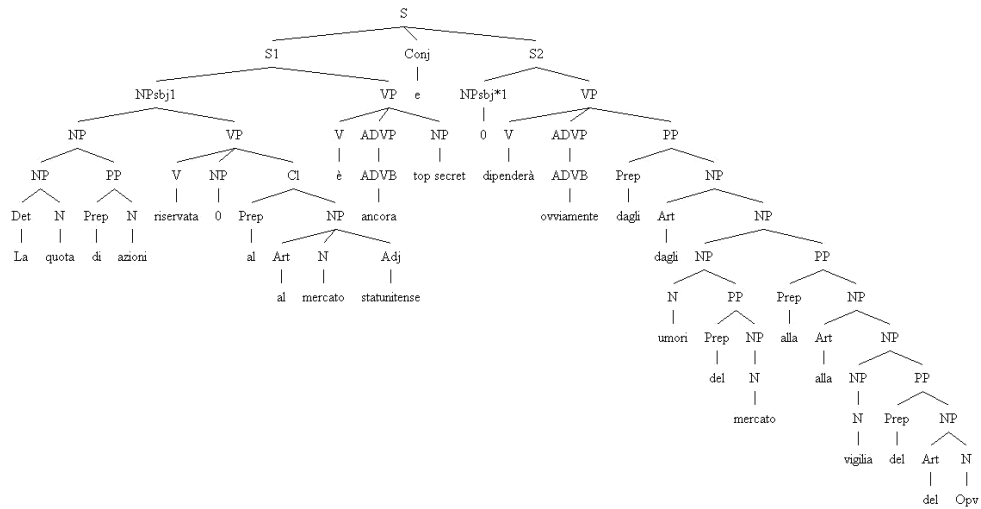 S
S1 Conj S2
NPsbj1 VP e NPsbj*1 VP
NP VP V ADVP NP 0 V ADVP PP
NP PP V NP Cl è ADVB top secret dipenderà ADVB Prep NP
Det N Prep N riservata 0 Prep NP ancora ovviamente dagli Art NP
La quota di azioni al Art N Adj dagli NP PP
al mercato statunitense N PP Prep NP
umori Prep NP alla Art NP
del N alla NP PP
mercato N Prep NP
vigilia del Art N
del Opv